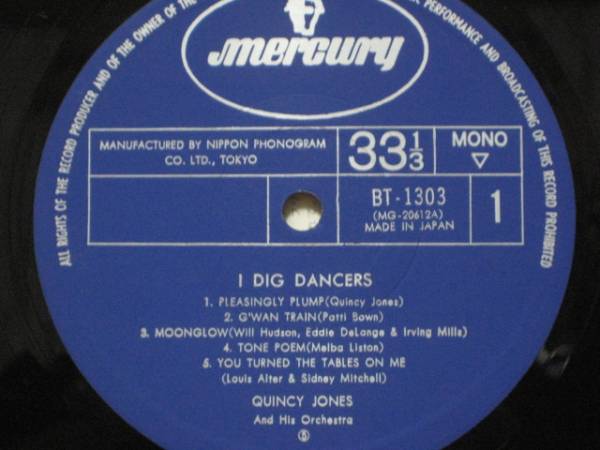 mercury
ALL RIGHTS OF THE RECORD PRODUCER AND OF THE OWNER OF THE
PERFORMANCE AND BROADCASTING OF THIS RECORD PROHIBITED
MANUFACTURED BY NIPPON PHONOGRAM
CO. LTD., TOKYO
33 1/3
MONO
▽
BT-1303
(MG-20612A)
MADE IN JAPAN
1
I DIG DANCERS
1. PLEASINGLY PLUMP(Quincy Jones)
2. G'WAN TRAIN(Patti Bown)
3. MOONGLOW(Will Hudson, Eddie DeLange & Irving Mills)
4. TONE POEM(Melba Liston)
5. YOU TURNED THE TABLES ON ME
(Louis Alter & Sidney Mitchell)
QUINCY JONES
And His Orchestra